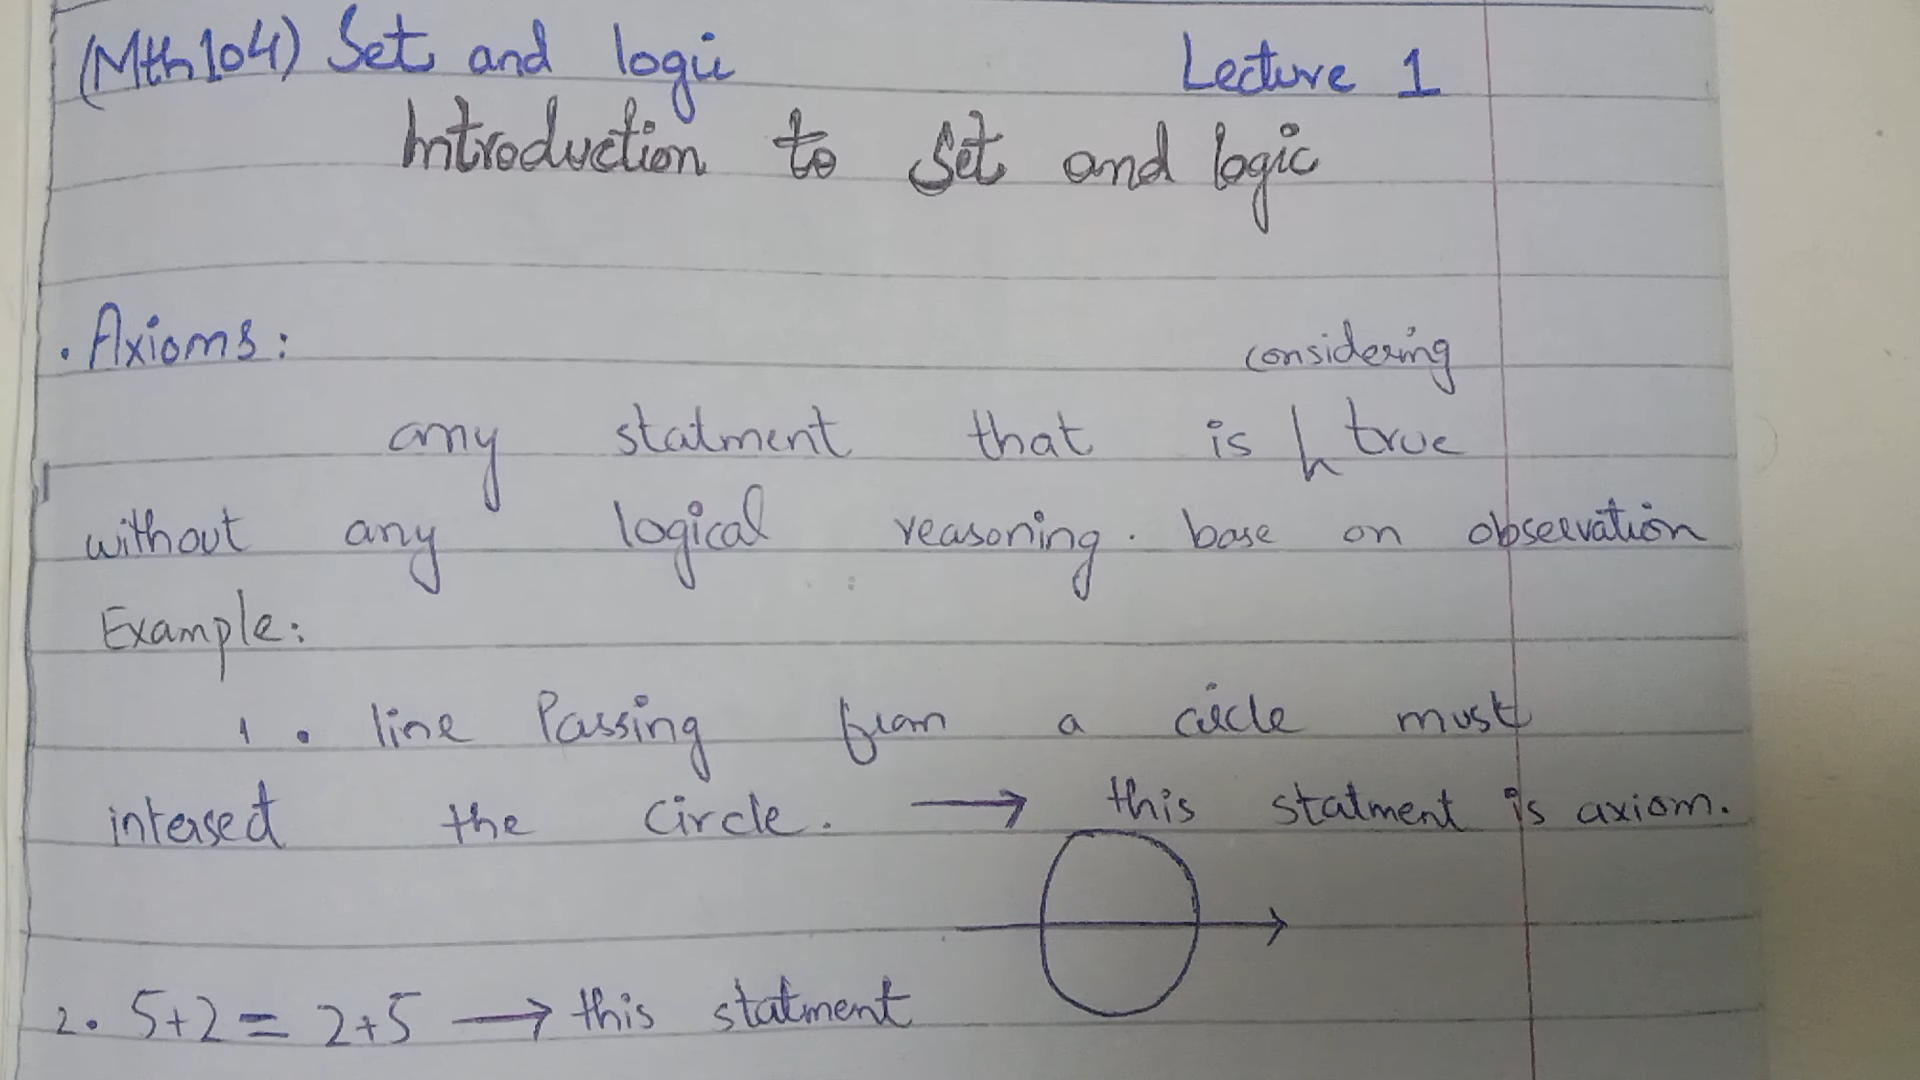 (Mth104) Set and logic Lecture 1
Introduction to Set and logic
• Axioms:
considering
any statment that is true
without any logical reasoning. base on observation
Example:
1 • line Passing from a circle must
intersect the circle. → this statment is axiom.
2. 5+2 = 2+5 → this statment